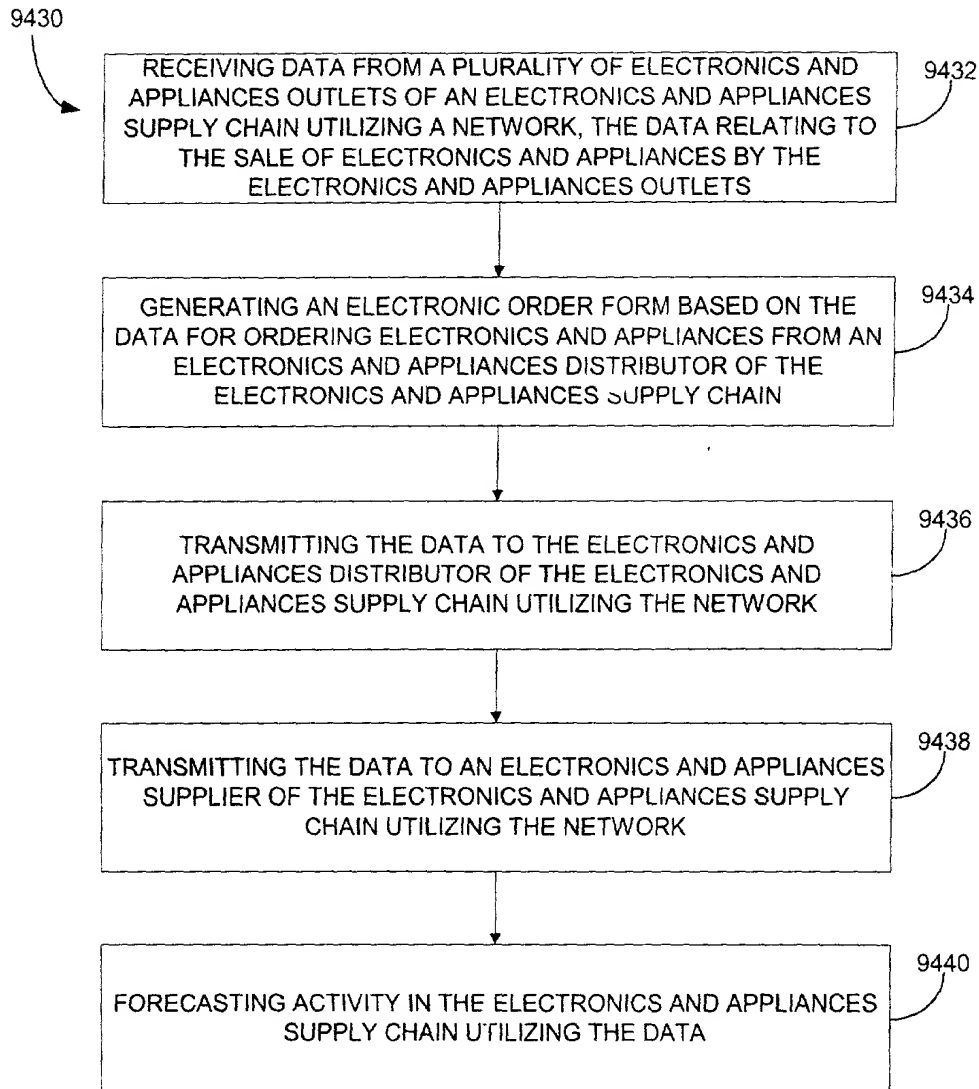 9430
RECEIVING DATA FROM A PLURALITY OF ELECTRONICS AND
APPLIANCES OUTLETS OF AN ELECTRONICS AND APPLIANCES
SUPPLY CHAIN UTILIZING A NETWORK, THE DATA RELATING TO
THE SALE OF ELECTRONICS AND APPLIANCES BY THE
ELECTRONICS AND APPLIANCES OUTLETS
9432
GENERATING AN ELECTRONIC ORDER FORM BASED ON THE
DATA FOR ORDERING ELECTRONICS AND APPLIANCES FROM AN
ELECTRONICS AND APPLIANCES DISTRIBUTOR OF THE
ELECTRONICS AND APPLIANCES SUPPLY CHAIN
9434
TRANSMITTING THE DATA TO THE ELECTRONICS AND
APPLIANCES DISTRIBUTOR OF THE ELECTRONICS AND
APPLIANCES SUPPLY CHAIN UTILIZING THE NETWORK
9436
TRANSMITTING THE DATA TO AN ELECTRONICS AND APPLIANCES
SUPPLIER OF THE ELECTRONICS AND APPLIANCES SUPPLY
CHAIN UTILIZING THE NETWORK
9438
FORECASTING ACTIVITY IN THE ELECTRONICS AND APPLIANCES
SUPPLY CHAIN UTILIZING THE DATA
9440